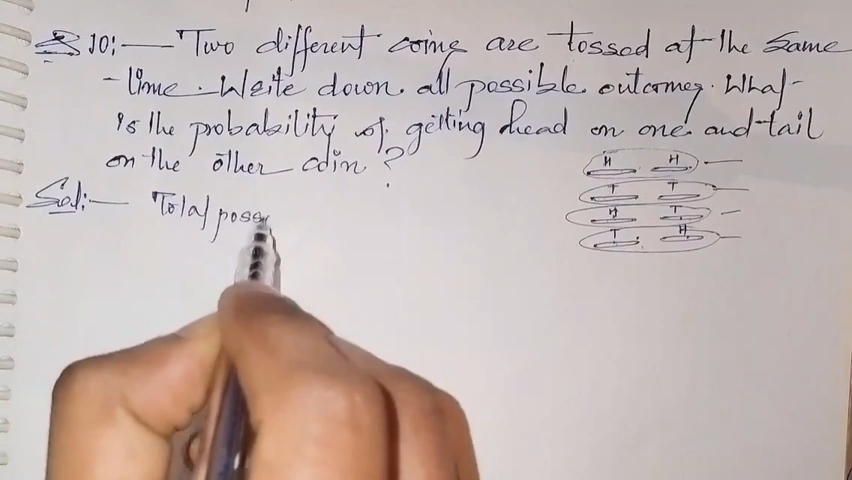 10:— Two different coins are tossed at the same
time. Write down all possible outcomes. What
is the probability of getting head on one and tail
on the other coin?
H H
T T
H T
T H
Sol:— Total poss